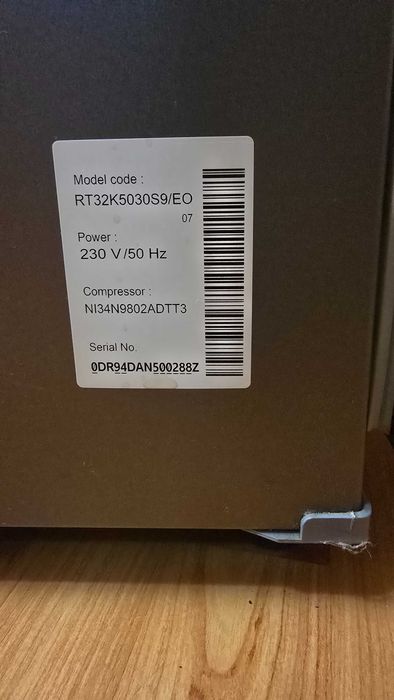 Model code :
RT32K5030S9/EO
07
Power :
230 V/50 Hz
Compressor :
NI34N9802ADTT3
Serial No.
0DR94DAN500288Z